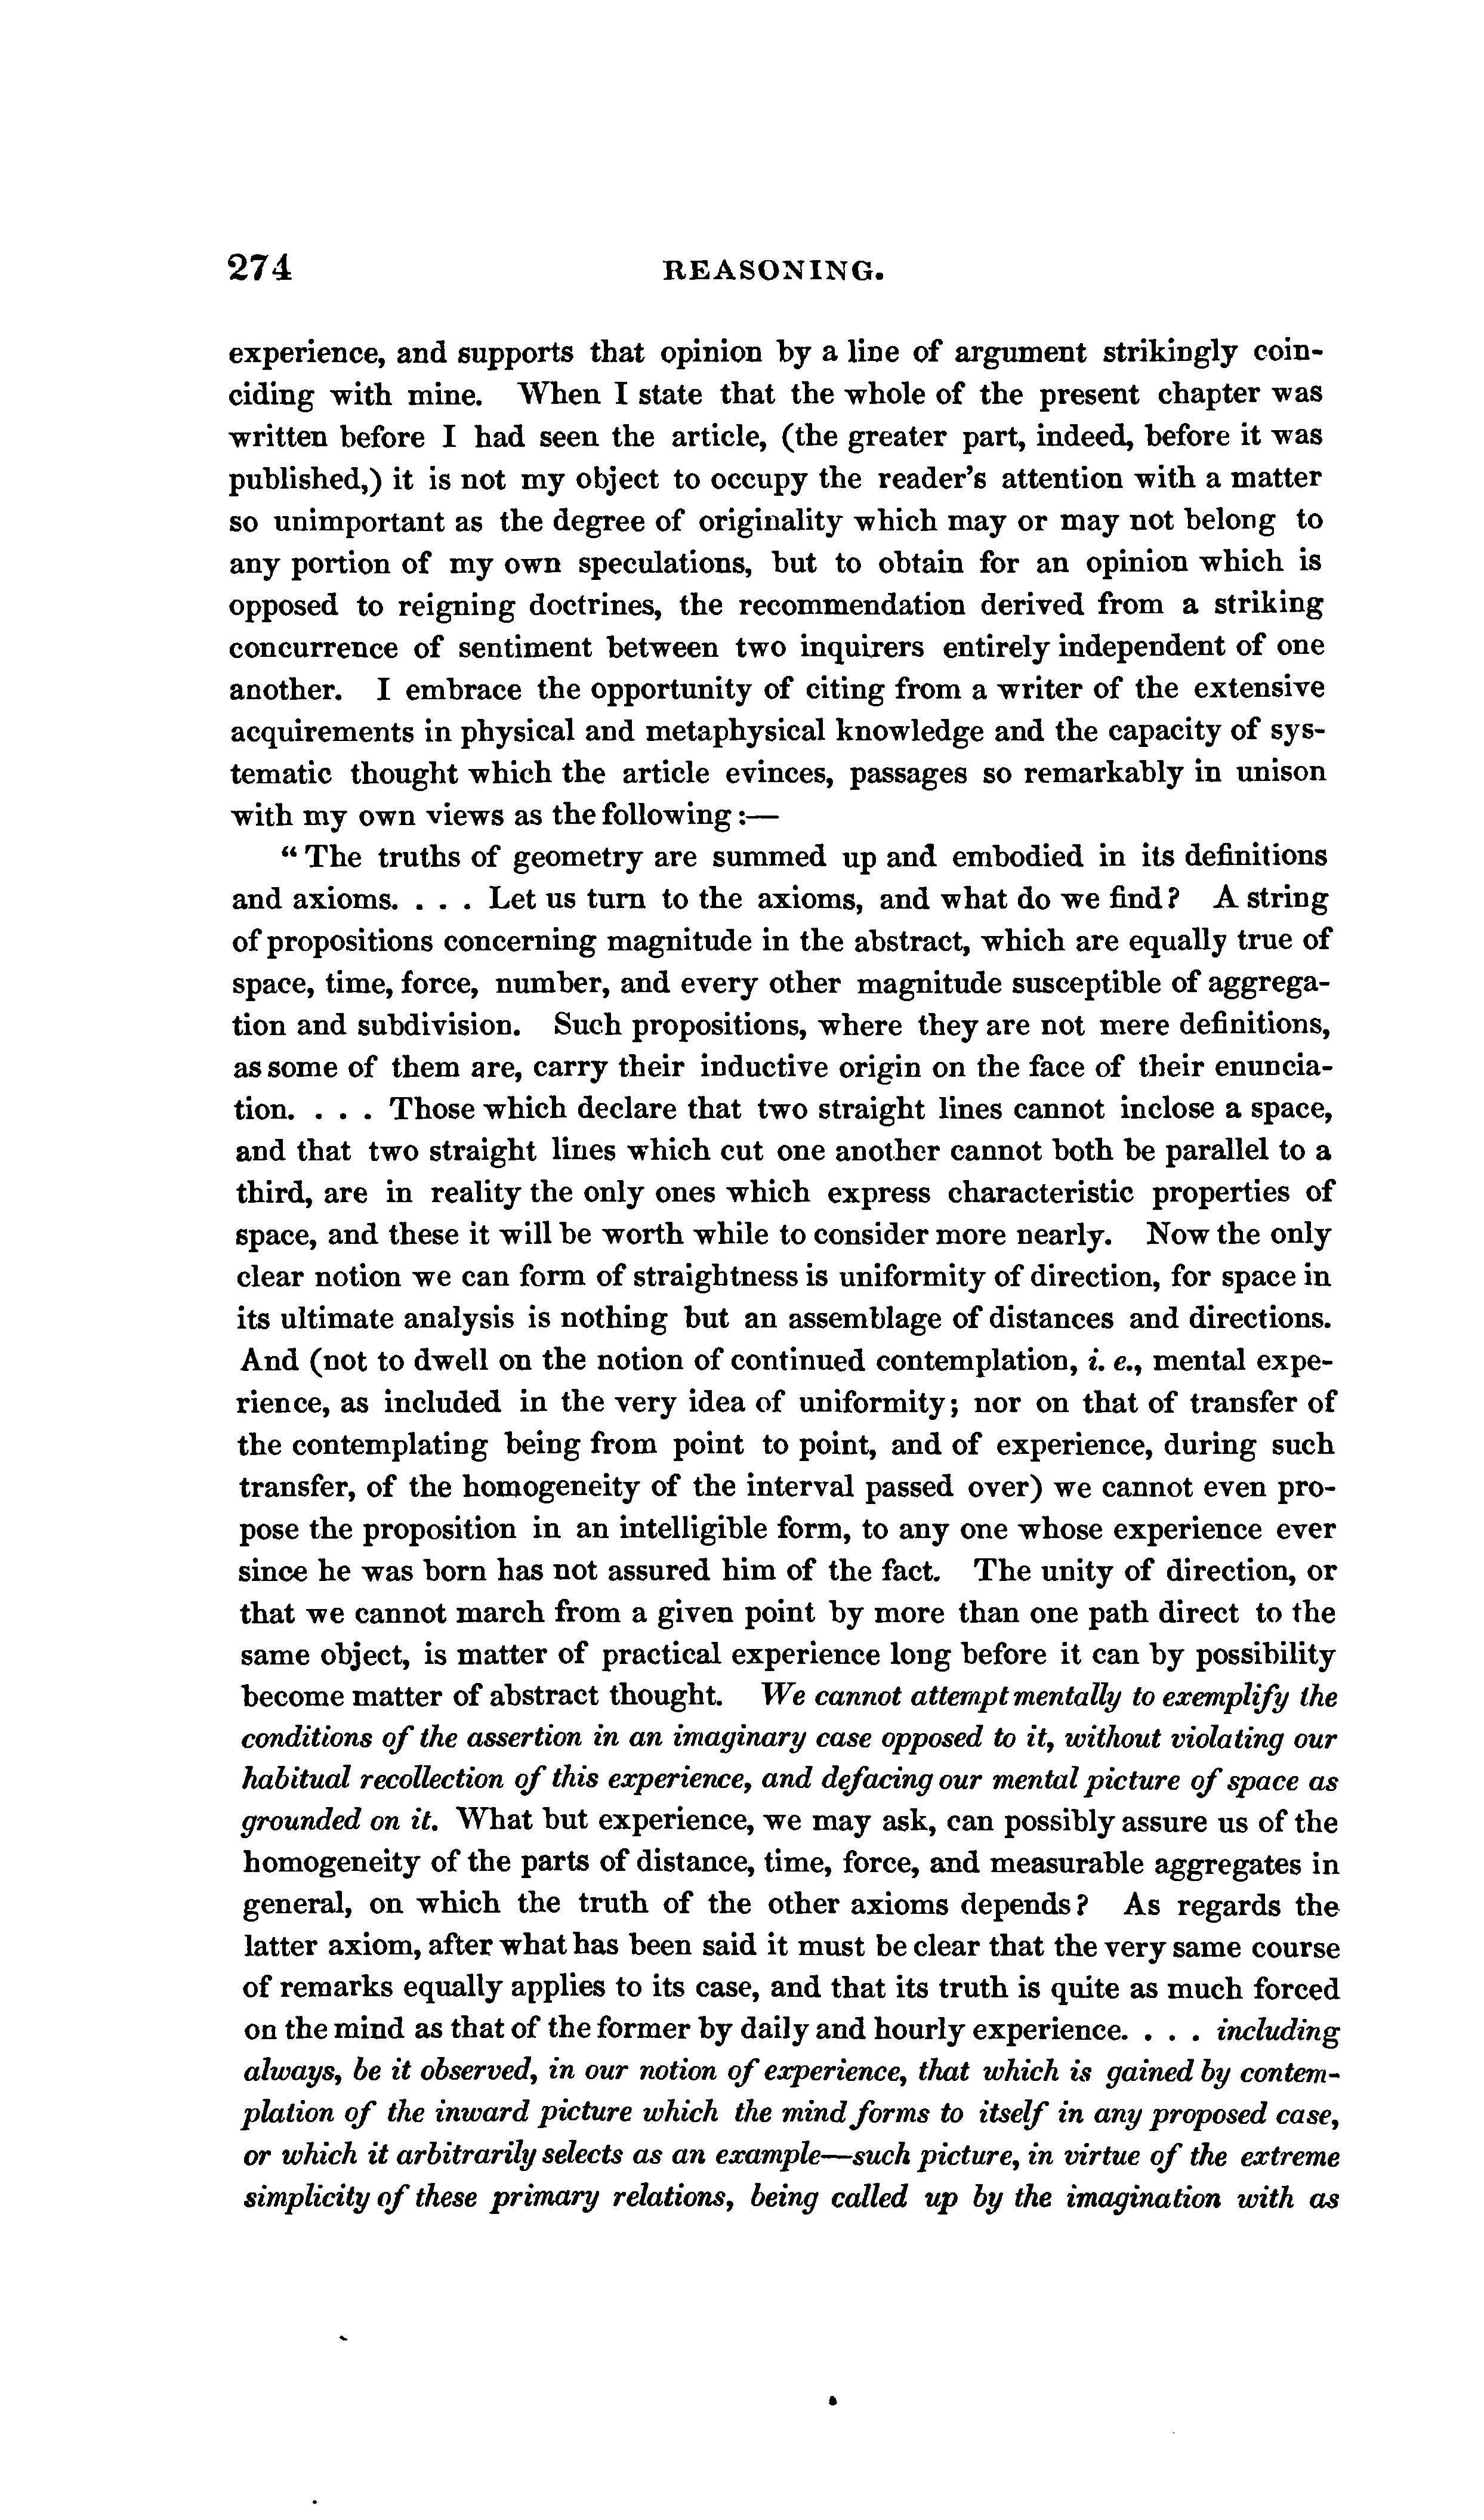 274 REASONING.
experience, and supports that opinion by a line of argument strikingly coin-
ciding with mine. When I state that the whole of the present chapter was
written before I had seen the article, (the greater part, indeed, before it was
published,) it is not my object to occupy the reader's attention with a matter
so unimportant as the degree of originality which may or may not belong to
any portion of my own speculations, but to obtain for an opinion which is
opposed to reigning doctrines, the recommendation derived from a striking
concurrence of sentiment between two inquirers entirely independent of one
another. I embrace the opportunity of citing from a writer of the extensive
acquirements in physical and metaphysical knowledge and the capacity of sys-
tematic thought which the article evinces, passages so remarkably in unison
with my own views as the following:—
“The truths of geometry are summed up and embodied in its definitions
and axioms. . . . Let us turn to the axioms, and what do we find? A string
of propositions concerning magnitude in the abstract, which are equally true of
space, time, force, number, and every other magnitude susceptible of aggrega-
tion and subdivision. Such propositions, where they are not mere definitions,
as some of them are, carry their inductive origin on the face of their enuncia-
tion. . . . Those which declare that two straight lines cannot inclose a space,
and that two straight lines which cut one another cannot both be parallel to a
third, are in reality the only ones which express characteristic properties of
space, and these it will be worth while to consider more nearly. Now the only
clear notion we can form of straightness is uniformity of direction, for space in
its ultimate analysis is nothing but an assemblage of distances and directions.
And (not to dwell on the notion of continued contemplation, i. e., mental expe-
rience, as included in the very idea of uniformity; nor on that of transfer of
the contemplating being from point to point, and of experience, during such
transfer, of the homogeneity of the interval passed over) we cannot even pro-
pose the proposition in an intelligible form, to any one whose experience ever
since he was born has not assured him of the fact. The unity of direction, or
that we cannot march from a given point by more than one path direct to the
same object, is matter of practical experience long before it can by possibility
become matter of abstract thought. We cannot attempt mentally to exemplify the
conditions of the assertion in an imaginary case opposed to it, without violating our
habitual recollection of this experience, and defacing our mental picture of space as
grounded on it. What but experience, we may ask, can possibly assure us of the
homogeneity of the parts of distance, time, force, and measurable aggregates in
general, on which the truth of the other axioms depends? As regards the
latter axiom, after what has been said it must be clear that the very same course
of remarks equally applies to its case, and that its truth is quite as much forced
on the mind as that of the former by daily and hourly experience. . . . including
always, be it observed, in our notion of experience, that which is gained by contem-
plation of the inward picture which the mind forms to itself in any proposed case,
or which it arbitrarily selects as an example—such picture, in virtue of the extreme
simplicity of these primary relations, being called up by the imagination with as